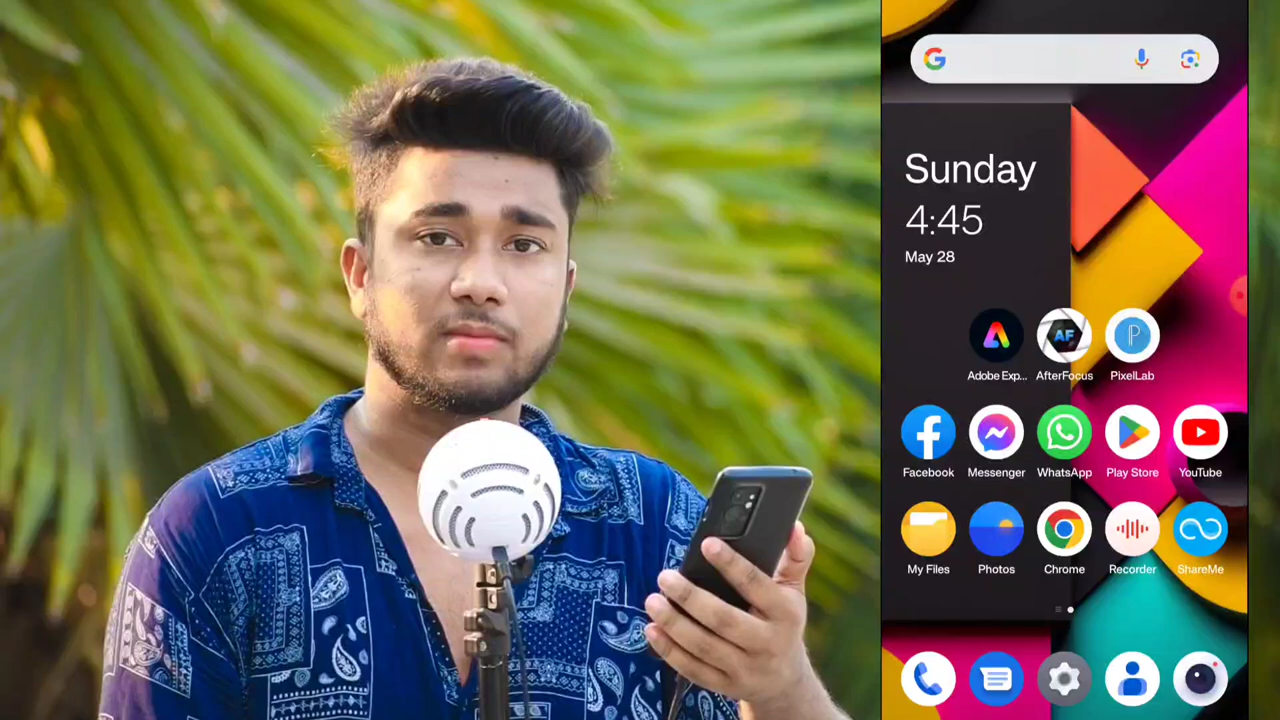 Sunday
4:45
May 28
AF
P
Adobe Exp... AfterFocus PixelLab
Facebook Messenger WhatsApp Play Store YouTube
My Files Photos Chrome Recorder ShareMe